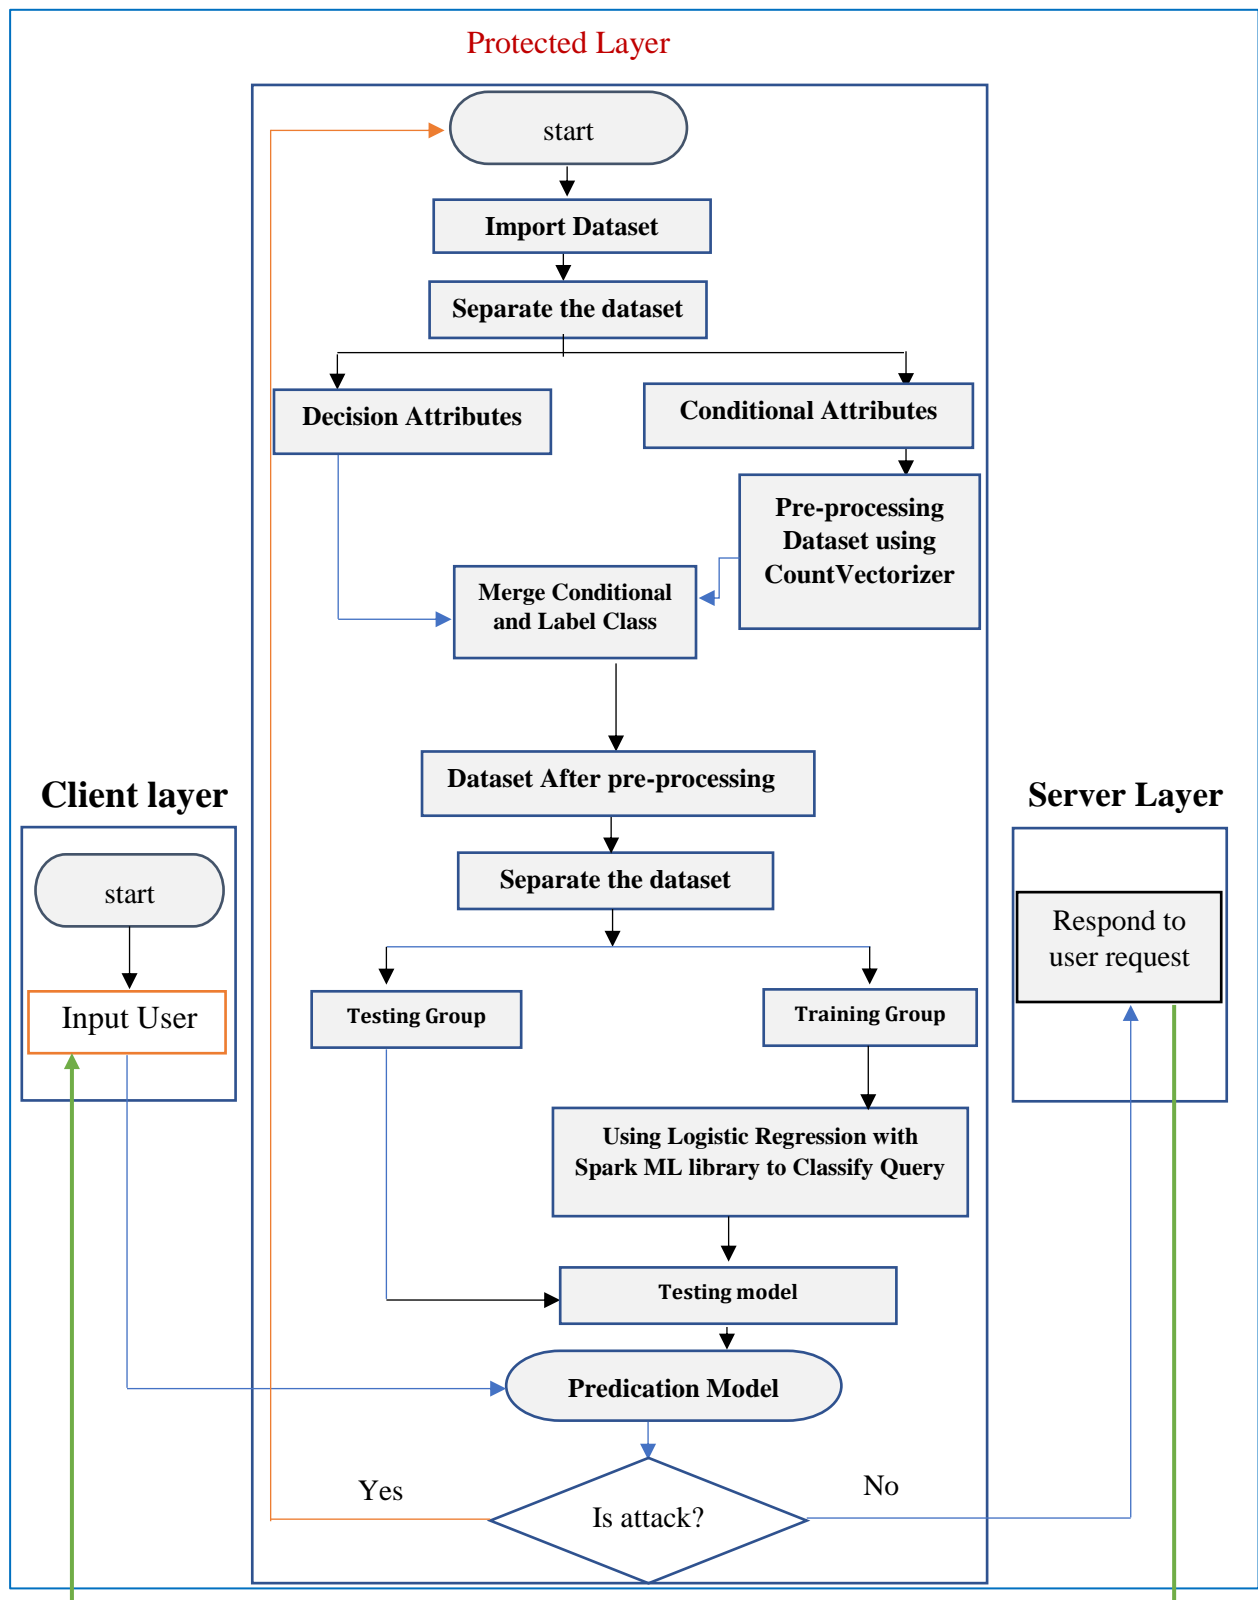 Protected Layer
start
Import Dataset
Separate the dataset
Decision Attributes
Conditional Attributes
Pre-processing
Dataset using
CountVectorizer
Merge Conditional
and Label Class
Dataset After pre-processing
Client layer
Server Layer
Separate the dataset
start
Respond to
user request
Input User
Testing Group
Training Group
Using Logistic Regression with
Spark ML library to Classify Query
Testing model
Predication Model
Yes
No
Is attack?